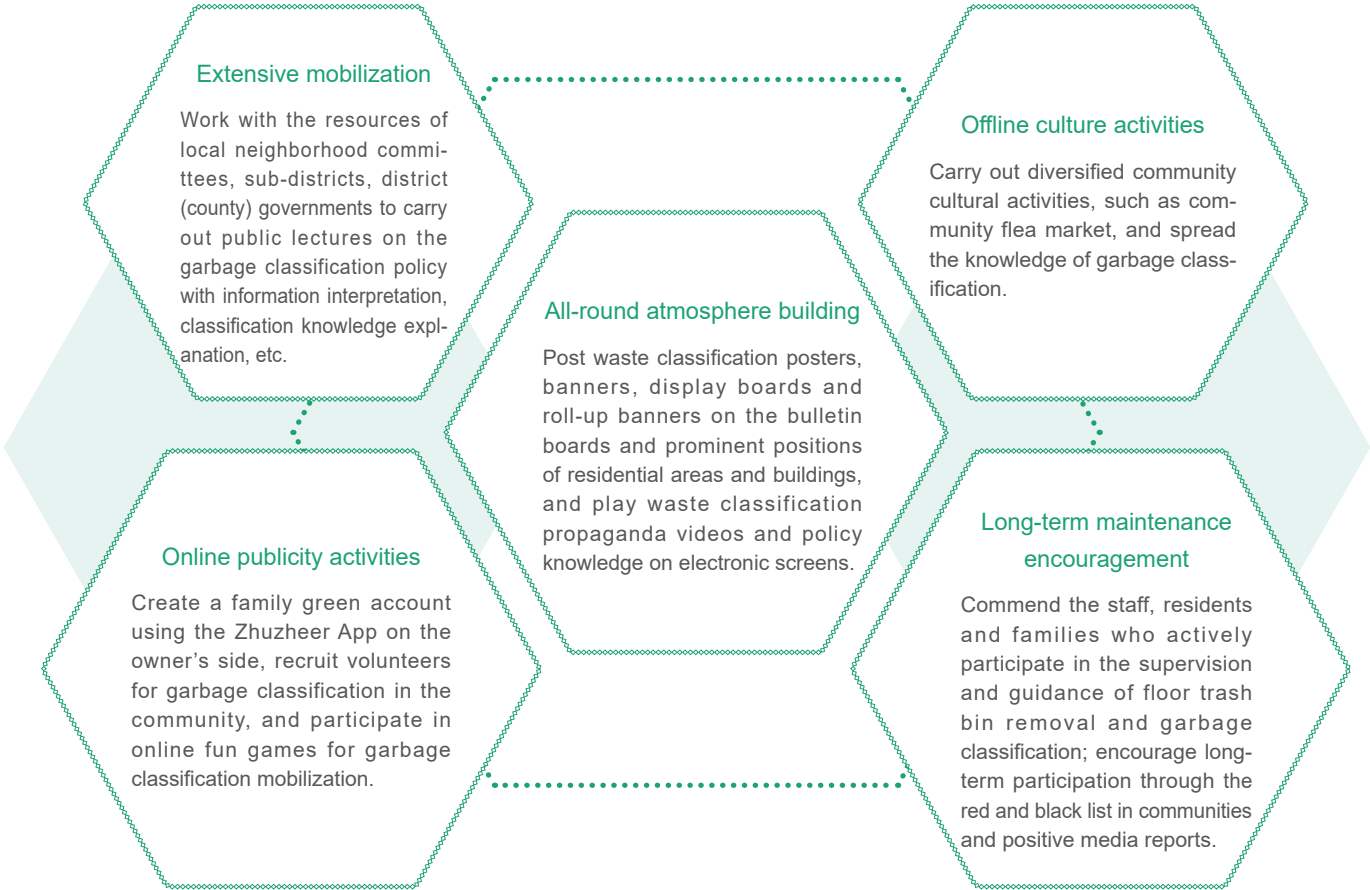 Extensive mobilization
Work with the resources of
local neighborhood commi-
ttees, sub-districts, district
(county) governments to carry
out public lectures on the
garbage classification policy
with information interpretation,
classification knowledge expl-
anation, etc.
Offline culture activities
Carry out diversified community
cultural activities, such as com-
munity flea market, and spread
the knowledge of garbage class-
ification.
All-round atmosphere building
Post waste classification posters,
banners, display boards and
roll-up banners on the bulletin
boards and prominent positions
of residential areas and buildings,
and play waste classification
propaganda videos and policy
knowledge on electronic screens.
Online publicity activities
Create a family green account
using the Zhuzheer App on the
owner’s side, recruit volunteers
for garbage classification in the
community, and participate in
online fun games for garbage
classification mobilization.
Long-term maintenance
encouragement
Commend the staff, residents
and families who actively
participate in the supervision
and guidance of floor trash
bin removal and garbage
classification; encourage long-
term participation through the
red and black list in communities
and positive media reports.